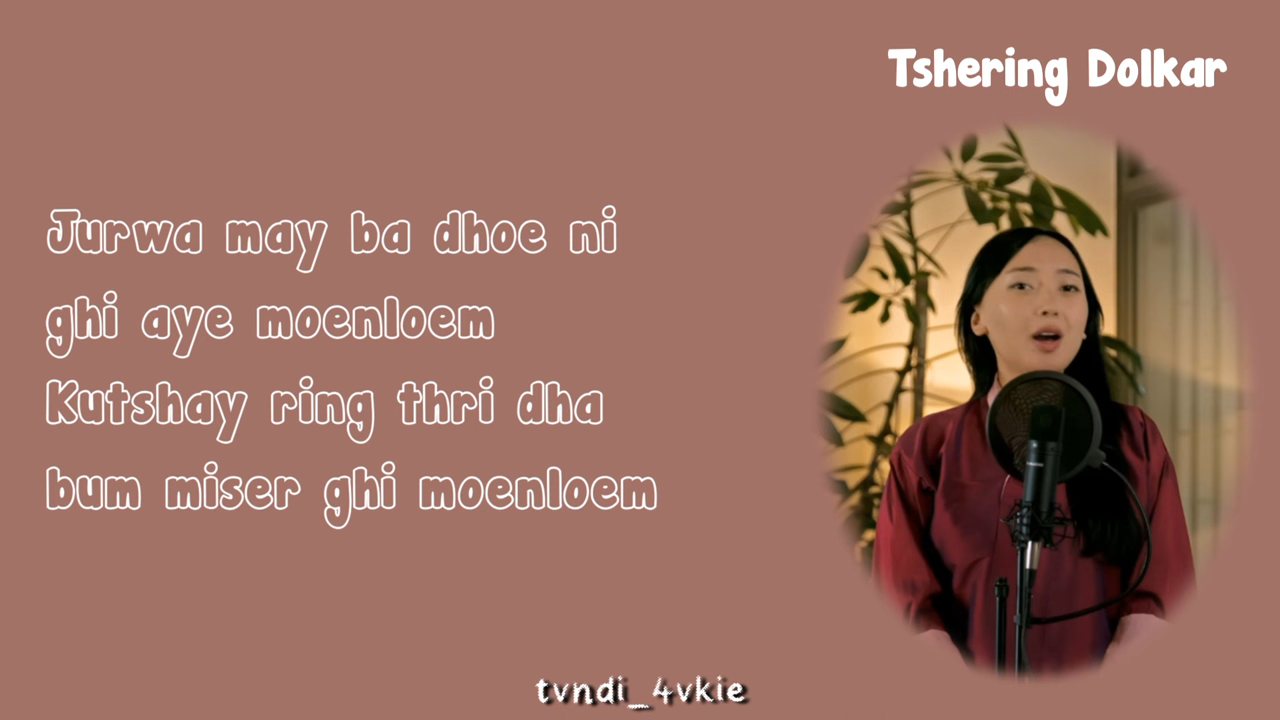 Tshering Dolkar
Jurwa may ba dhoe ni
ghi aye moenloem
Kutshay ring thri dha
bum miser ghi moenloem
tvndi_4vkie